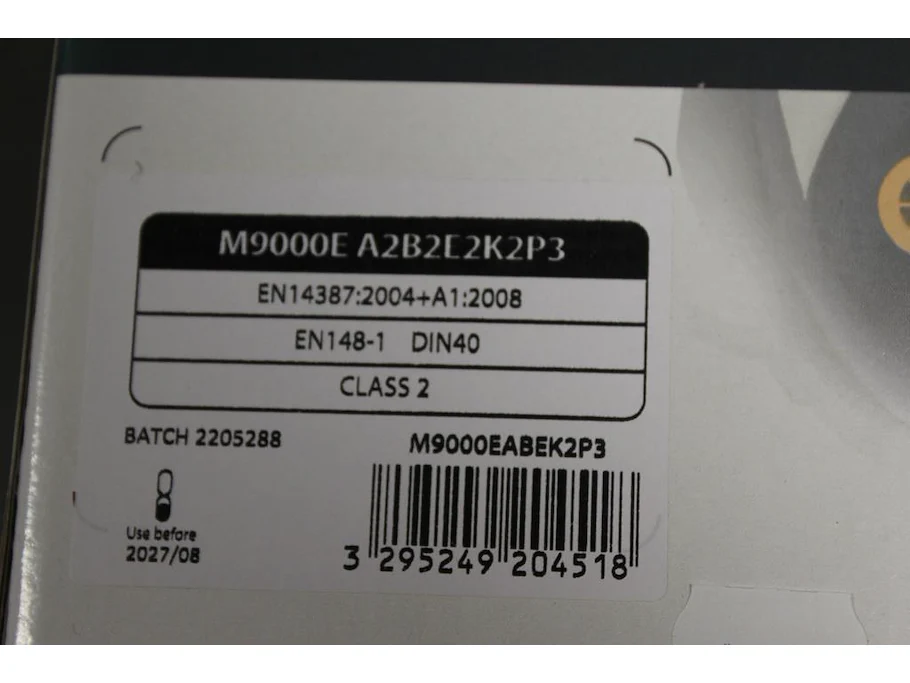 M9000E A2B2E2K2P3
EN14387:2004+A1:2008
EN148-1 DIN40
CLASS 2
BATCH 2205288
M9000EABEK2P3
Use before
2027/08
3 295249 204518